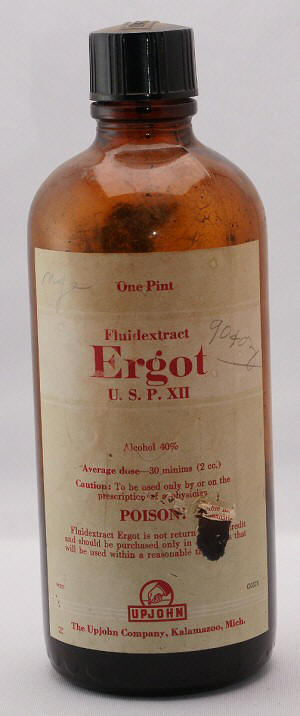 One Pint
Fluidextract
Ergot
U. S. P. XII
Alcohol 40%
Average dose—30 minims (2 cc.)
Caution: To be used only by or on the
prescription of a physician
POISON:
Fluidextract Ergot is not return edit
and should be purchased only in that
will be used within a reasonable t
UPJOHN
The Upjohn Company, Kalamazoo, Mich.